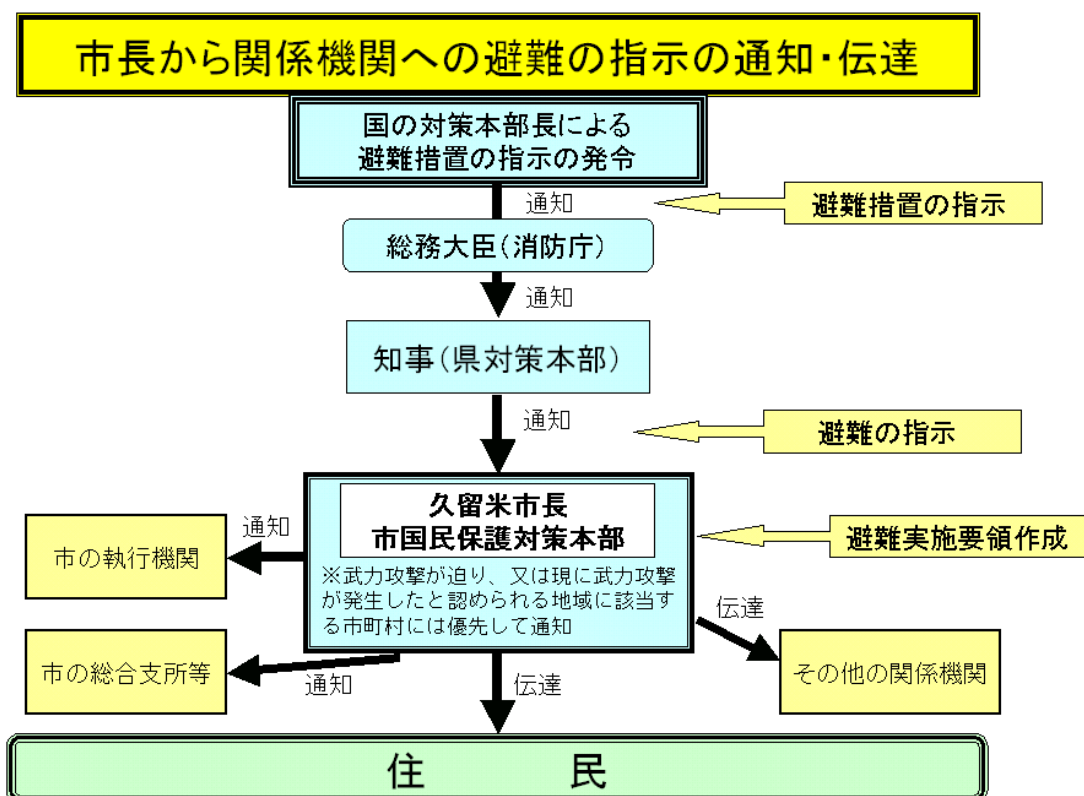 市長から関係機関への避難の指示の通知・伝達
国の対策本部長による
避難措置の指示の発令
通知
避難措置の指示
総務大臣(消防庁)
通知
知事(県対策本部)
通知
避難の指示
久留米市長
市国民保護対策本部
※武力攻撃が迫り、又は現に武力攻撃
が発生したと認められる地域に該当す
る市町村には優先して通知
避難実施要領作成
通知
市の執行機関
伝達
市の総合支所等
通知
伝達
その他の関係機関
住 民